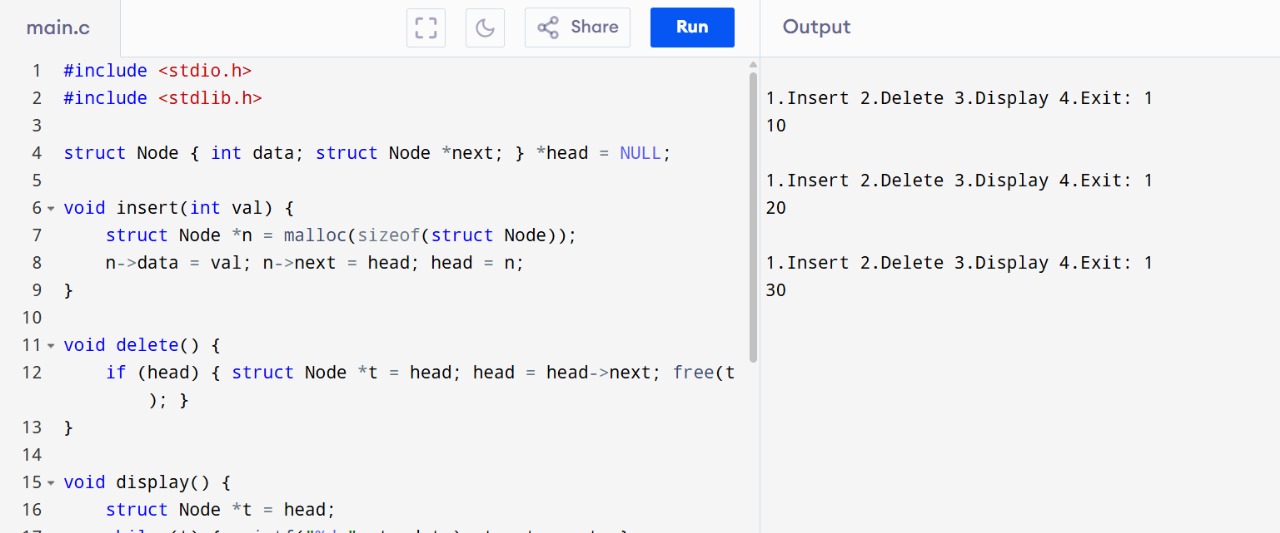 main.c
Share
Run
Output
1 #include <stdio.h>
2 #include <stdlib.h>
3
4 struct Node { int data; struct Node *next; } *head = NULL;
5
6 void insert(int val) {
7     struct Node *n = malloc(sizeof(struct Node));
8     n->data = val; n->next = head; head = n;
9 }
10
11 void delete() {
12     if (head) { struct Node *t = head; head = head->next; free(t
        ); }
13 }
14
15 void display() {
16     struct Node *t = head;
1.Insert 2.Delete 3.Display 4.Exit: 1
10
1.Insert 2.Delete 3.Display 4.Exit: 1
20
1.Insert 2.Delete 3.Display 4.Exit: 1
30